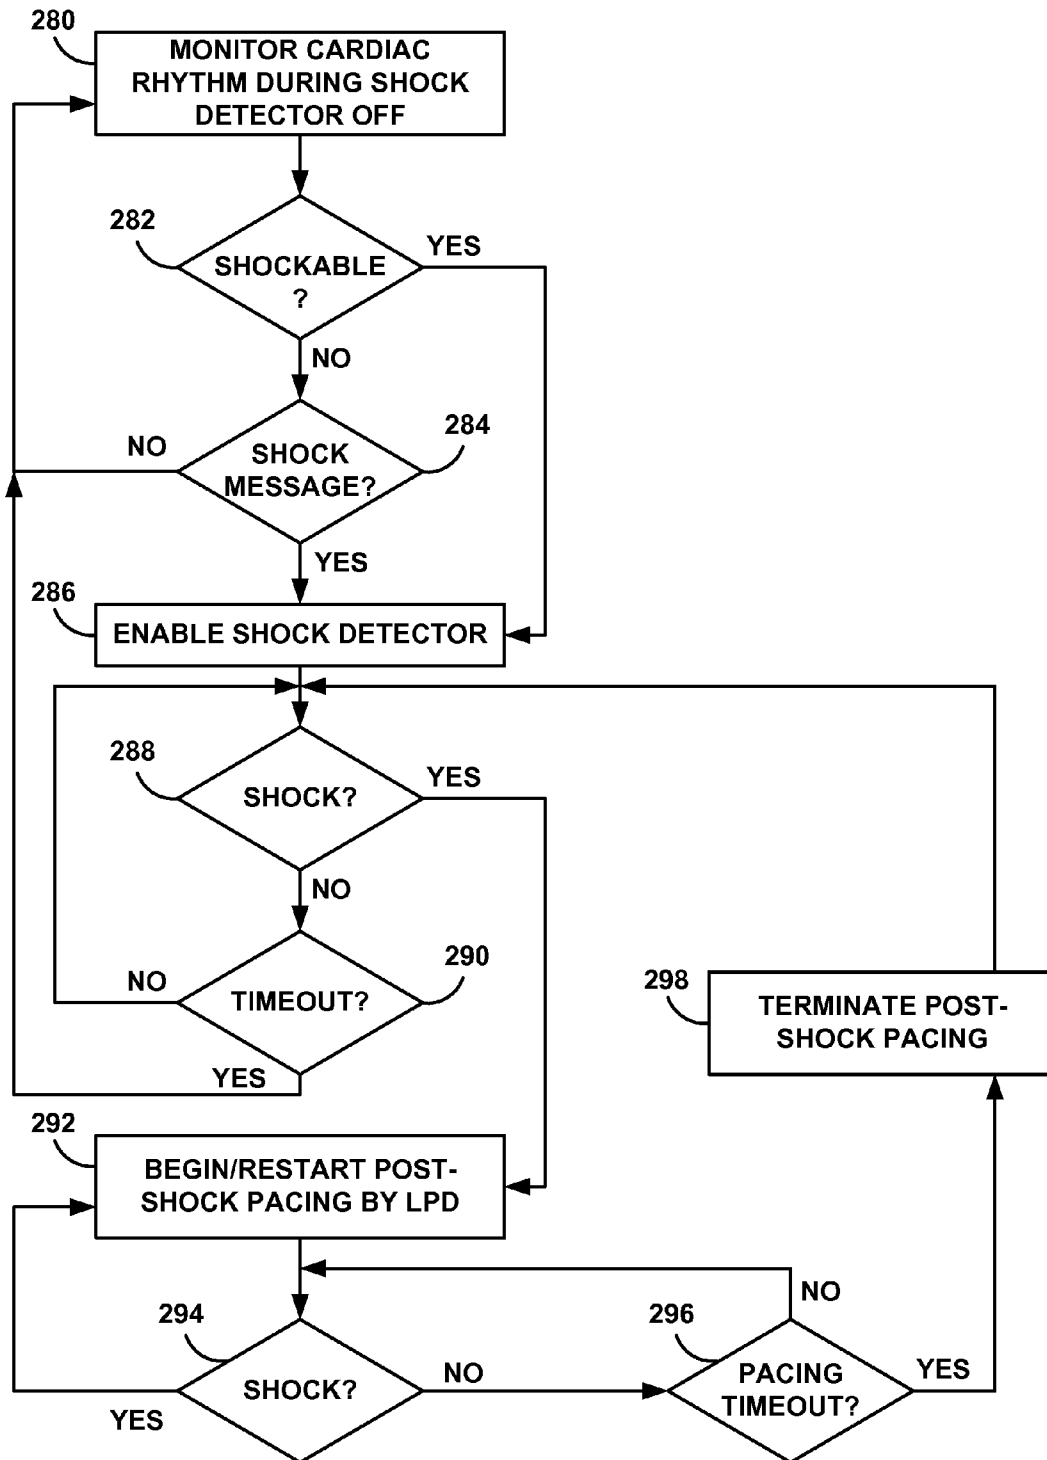 280
MONITOR CARDIAC
RHYTHM DURING SHOCK
DETECTOR OFF
282
SHOCKABLE
?
YES
NO
284
SHOCK
MESSAGE?
NO
YES
286
ENABLE SHOCK DETECTOR
288
SHOCK?
YES
NO
290
TIMEOUT?
NO
YES
298
TERMINATE POST-
SHOCK PACING
292
BEGIN/RESTART POST-
SHOCK PACING BY LPD
294
SHOCK?
YES
NO
296
PACING
TIMEOUT?
NO
YES